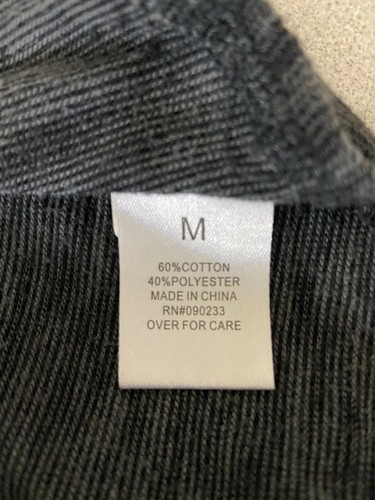 M
60%COTTON
40%POLYESTER
MADE IN CHINA
RN#090233
OVER FOR CARE